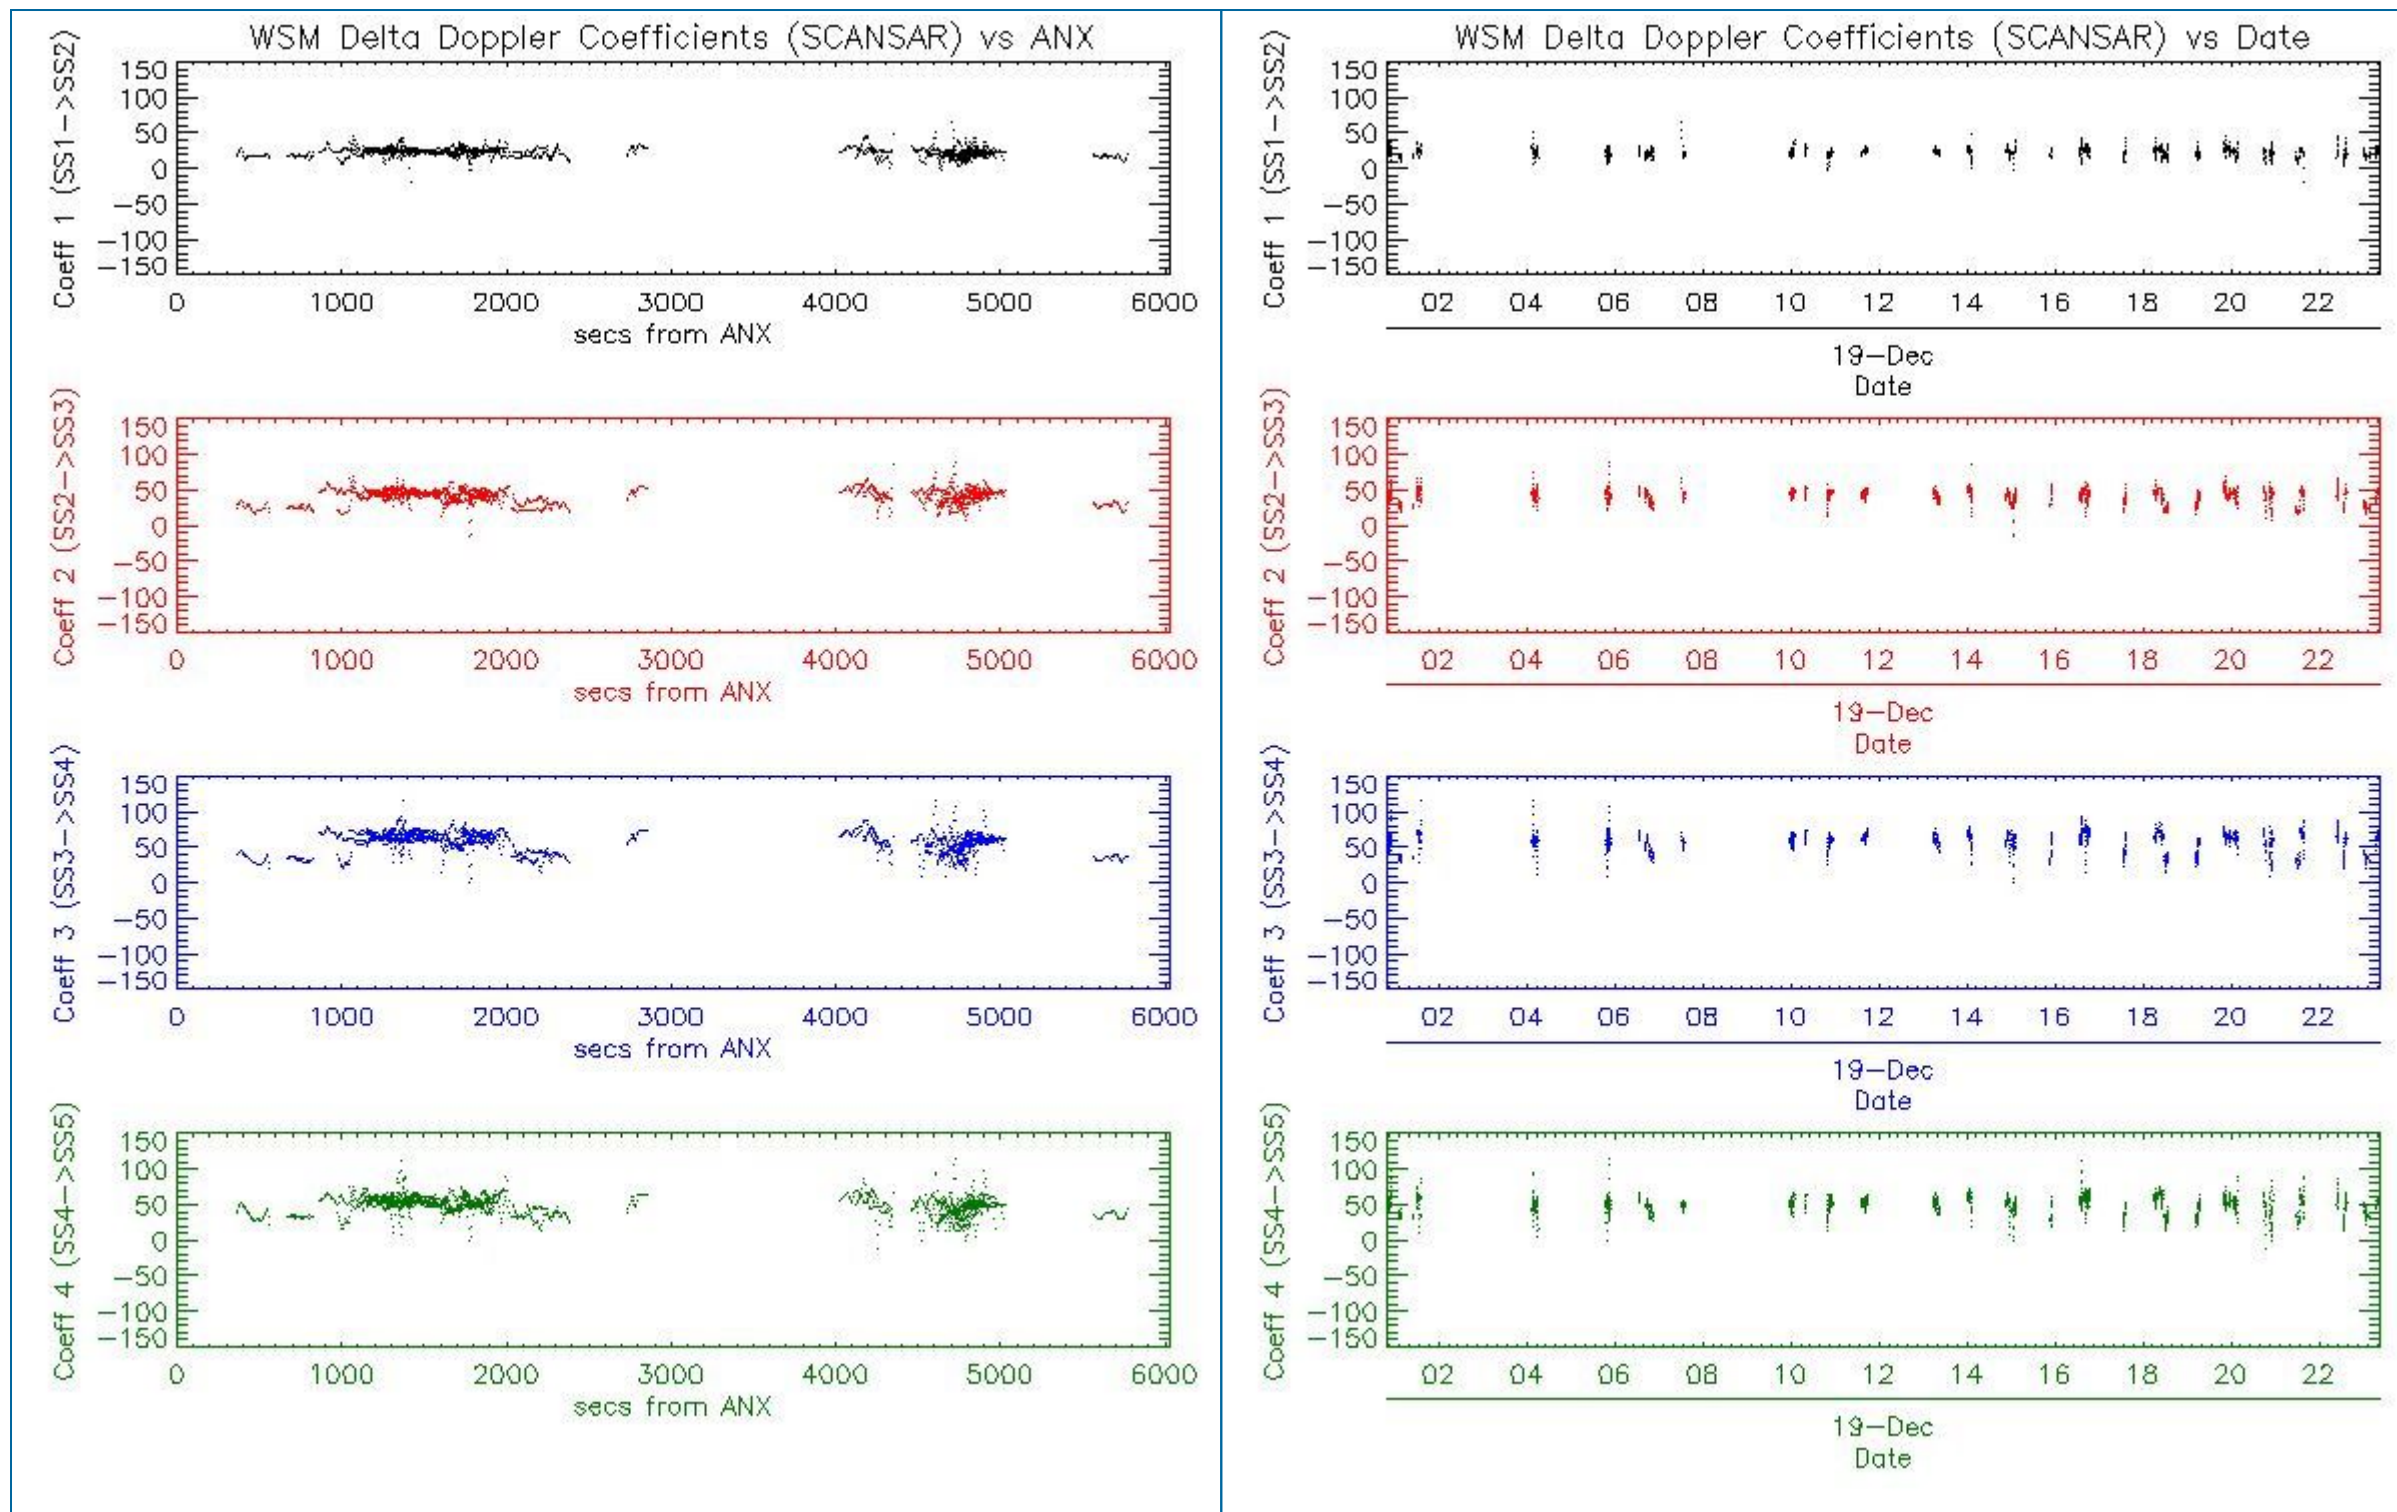 WSM Delta Doppler Coefficients (SCANSAR) vs ANX
Coeff 1 (SS1->SS2)
150
100
50
0
-50
-100
-150
0 1000 2000 3000 4000 5000 6000
secs from ANX
Coeff 2 (SS2->SS3)
150
100
50
0
-50
-100
-150
0 1000 2000 3000 4000 5000 6000
secs from ANX
Coeff 3 (SS3->SS4)
150
100
50
0
-50
-100
-150
0 1000 2000 3000 4000 5000 6000
secs from ANX
Coeff 4 (SS4->SS5)
150
100
50
0
-50
-100
-150
0 1000 2000 3000 4000 5000 6000
secs from ANX
WSM Delta Doppler Coefficients (SCANSAR) vs Date
Coeff 1 (SS1->SS2)
150
100
50
0
-50
-100
-150
02 04 06 08 10 12 14 16 18 20 22
19-Dec
Date
Coeff 2 (SS2->SS3)
150
100
50
0
-50
-100
-150
02 04 06 08 10 12 14 16 18 20 22
19-Dec
Date
Coeff 3 (SS3->SS4)
150
100
50
0
-50
-100
-150
02 04 06 08 10 12 14 16 18 20 22
19-Dec
Date
Coeff 4 (SS4->SS5)
150
100
50
0
-50
-100
-150
02 04 06 08 10 12 14 16 18 20 22
19-Dec
Date